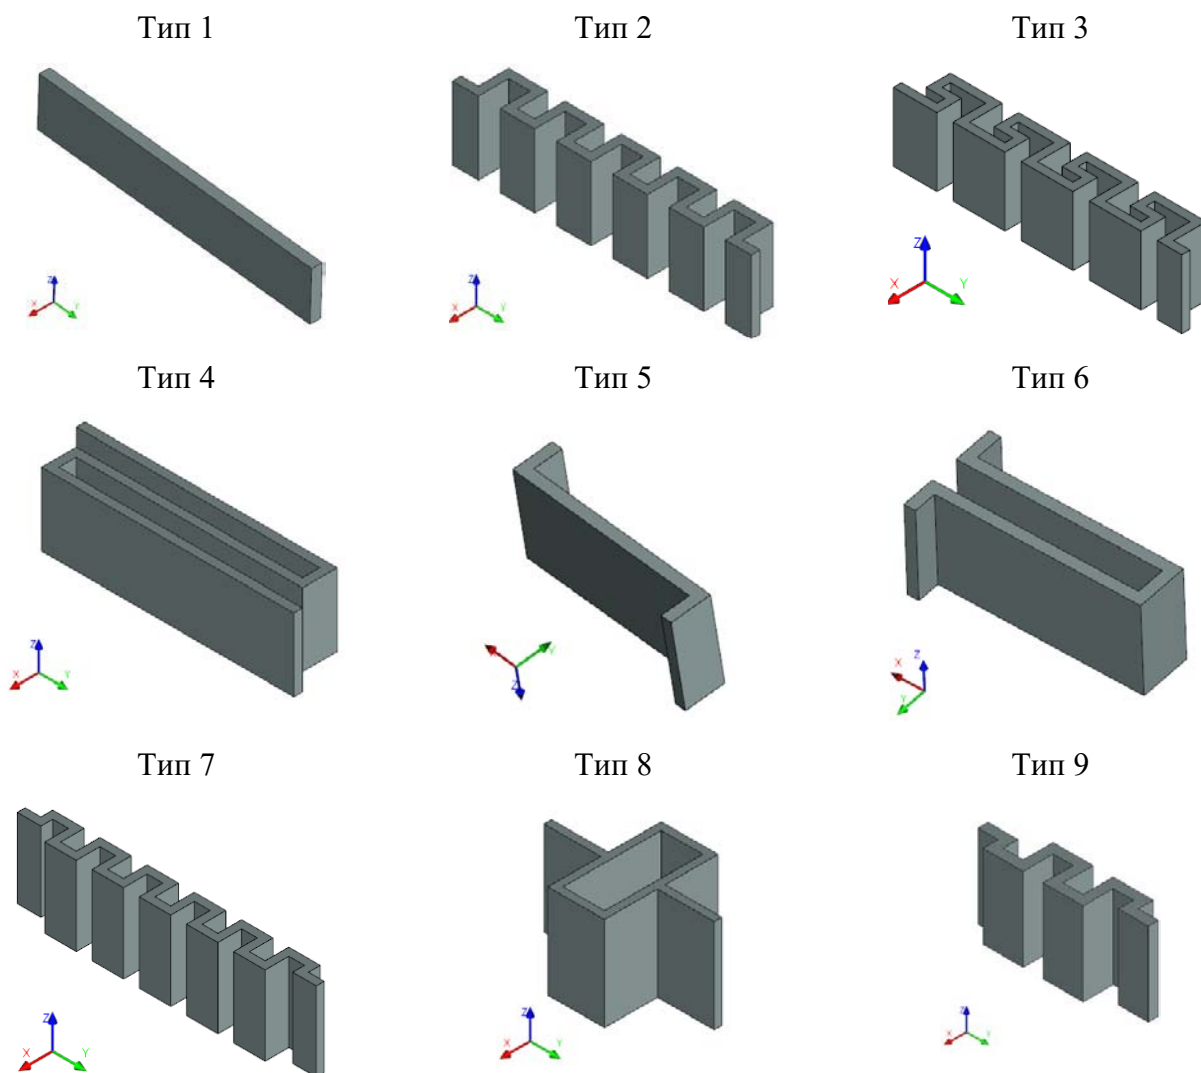 Тип 1 Тип 2 Тип 3
Z X Y Z X Y Z X Y
Тип 4 Тип 5 Тип 6
Z X Y Y Z X Z Y
Тип 7 Тип 8 Тип 9
Z X Y Z X Y Z X Y